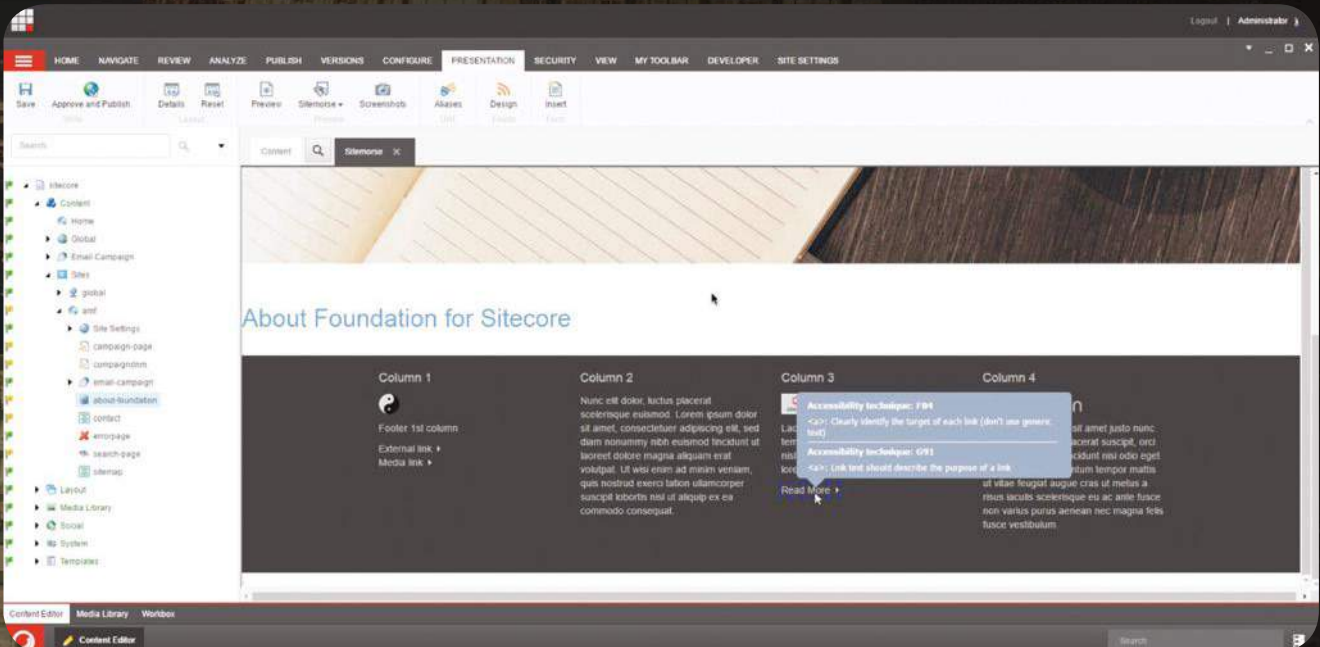 Logout | Administrator
HOME NAVIGATE REVIEW ANALYZE PUBLISH VERSIONS CONFIGURE PRESENTATION SECURITY VIEW MY TOOLBAR DEVELOPER SITE SETTINGS
Save Approve and Publish Details Reset Preview Sitemorse Screenshots Aliases Design Insert
Write Layout Preview URL Feeds Form
Search
Content Sitemorse
sitecore
Content
Home
Global
Email Campaign
Sites
global
amf
Site Settings
campaign-page
email-campaign
about-foundation
contact
errorpage
search-page
sitemap
Layout
Media Library
Social
System
Templates
About Foundation for Sitecore
Column 1
Footer 1st column
External link
Media link
Column 2
Nunc elit dolor, luctus placerat
scelerisque euismod. Lorem ipsum dolor
sit amet, consectetuer adipiscing elit, sed
diam nonummy nibh euismod tincidunt ut
laoreet dolore magna aliquam erat
volutpat. Ut wisi enim ad minim veniam,
quis nostrud exerci tation ullamcorper
suscipit lobortis nisl ut aliquip ex ea
commodo consequat.
Column 3
Accessibility technique: F84
<a>: Clearly identify the target of each link (don't use generic
text)
Accessibility technique: G91
<a>: Link text should describe the purpose of a link
Read More
Column 4
sit amet justo nunc
placerat suscipit, orci
tincidunt nisi odio eget
tempor mattis
ut vitae feugiat augue cras ut metus a
risus iaculis scelerisque eu ac ante fusce
non varius purus aenean nec magna felis
fusce vestibulum
Content Editor Media Library Workbox
Content Editor
Search